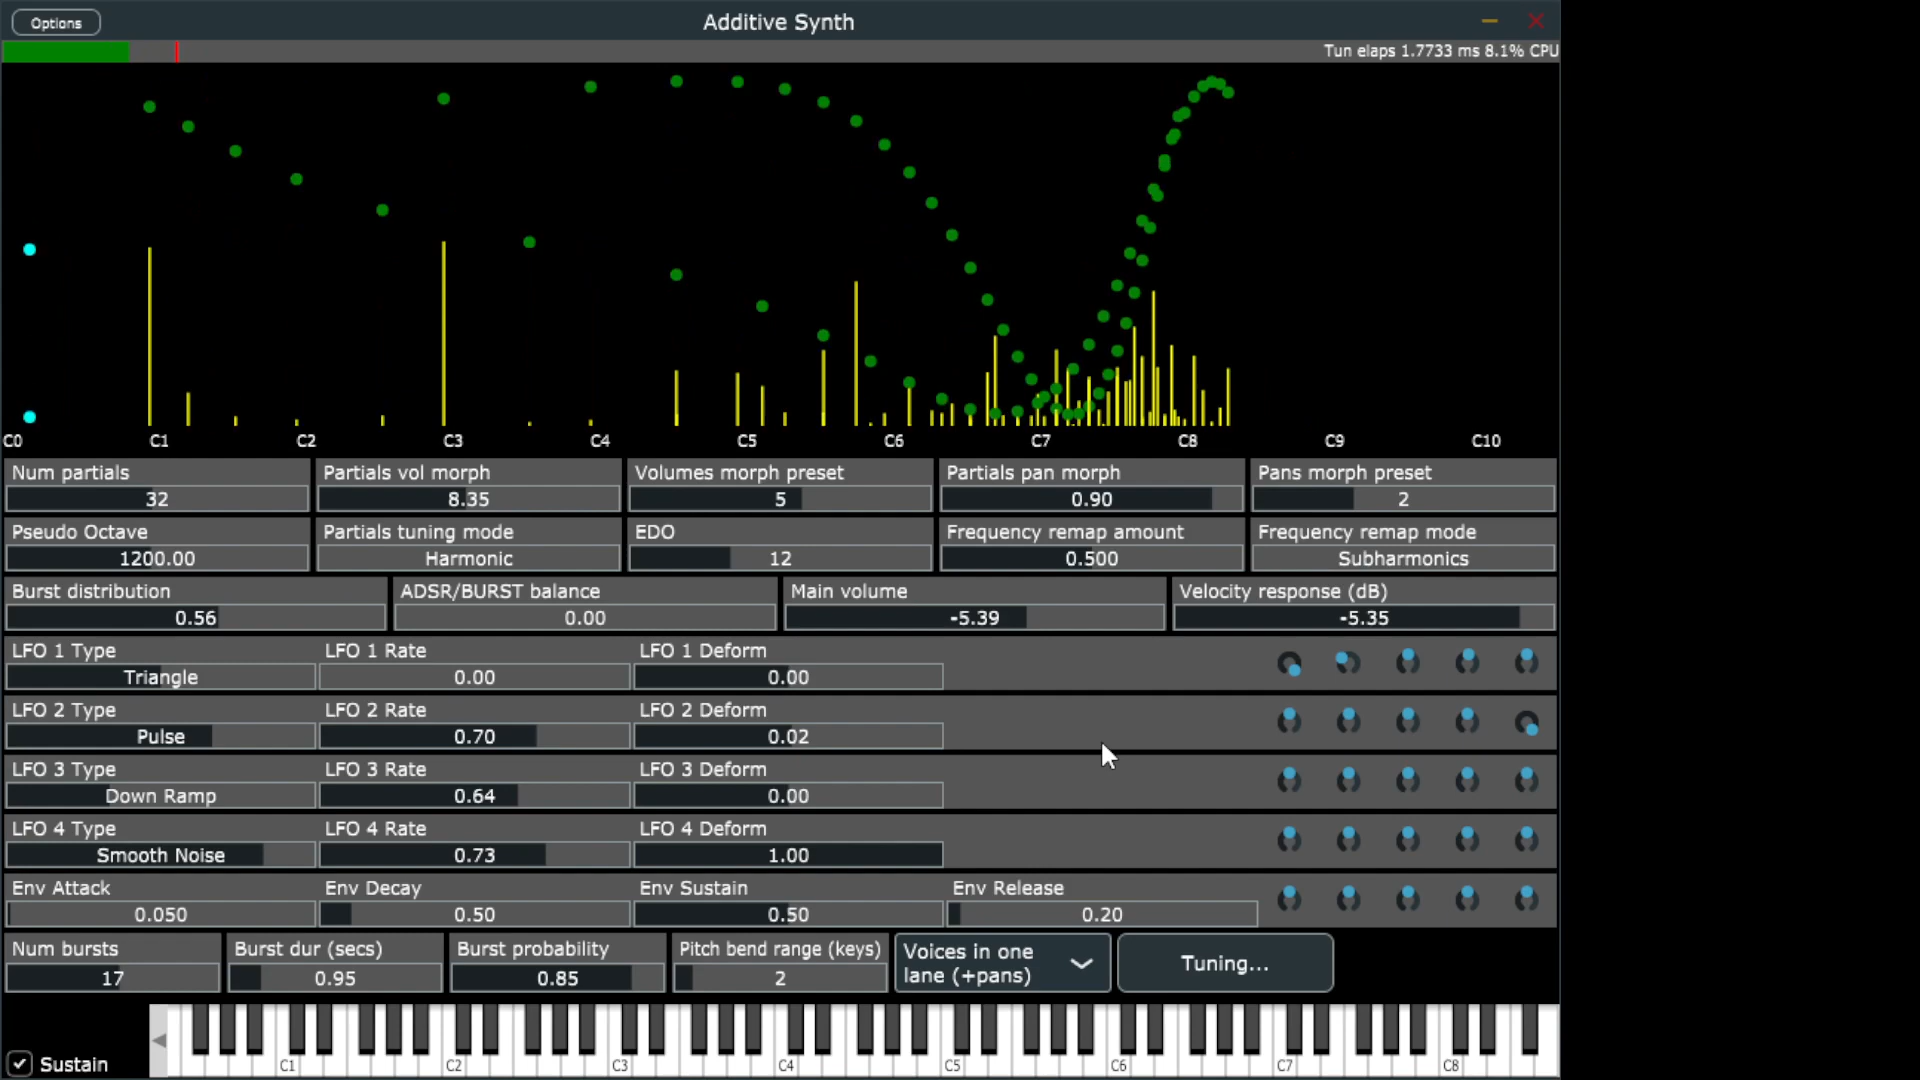 Options
Additive Synth
Tun elaps 1.7733 ms 8.1% CPU
C0 C1 C2 C3 C4 C5 C6 C7 C8 C9 C10
Num partials Partials vol morph Volumes morph preset Partials pan morph Pans morph preset
32 8.35 5 0.90 2
Pseudo Octave Partials tuning mode EDO Frequency remap amount Frequency remap mode
1200.00 Harmonic 12 0.500 Subharmonics
Burst distribution ADSR/BURST balance Main volume Velocity response (dB)
0.56 0.00 -5.39 -5.35
LFO 1 Type LFO 1 Rate LFO 1 Deform
Triangle 0.00 0.00
LFO 2 Type LFO 2 Rate LFO 2 Deform
Pulse 0.70 0.02
LFO 3 Type LFO 3 Rate LFO 3 Deform
Down Ramp 0.64 0.00
LFO 4 Type LFO 4 Rate LFO 4 Deform
Smooth Noise 0.73 1.00
Env Attack Env Decay Env Sustain Env Release
0.050 0.50 0.50 0.20
Num bursts Burst dur (secs) Burst probability Pitch bend range (keys)
17 0.95 0.85 2
Voices in one
lane (+pans)
Tuning...
Sustain
C1 C2 C3 C4 C5 C6 C7 C8